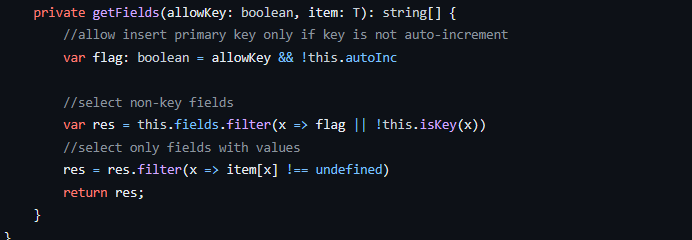 private getFields(allowKey: boolean, item: T): string[] {
//allow insert primary key only if key is not auto-increment
var flag: boolean = allowKey && !this.autoInc
//select non-key fields
var res = this.fields.filter(x => flag || !this.isKey(x))
//select only fields with values
res = res.filter(x => item[x] !== undefined)
return res;
}
}